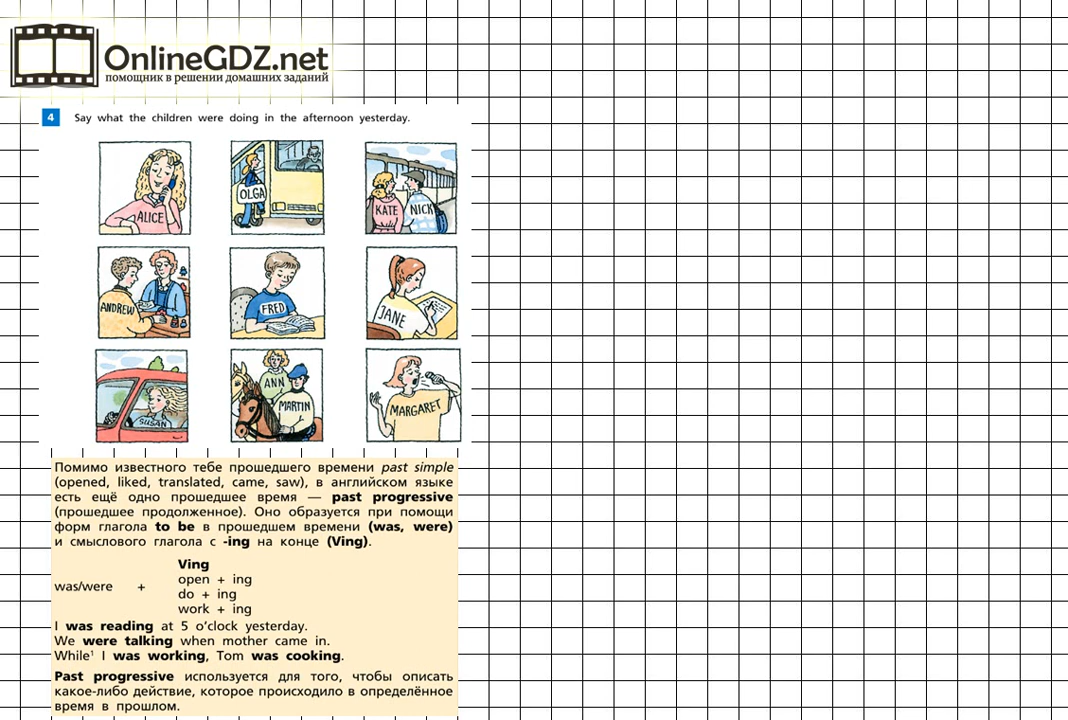 OnlineGDZ.net
помощник в решении домашних заданий
4 Say what the children were doing in the afternoon yesterday.
ALICE
OLGA
KATE NICK
ANDREW
FRED
JANE
SUSAN
ANN
MARTIN
MARGARET
Помимо известного тебе прошедшего времени past simple
(opened, liked, translated, came, saw), в английском языке
есть ещё одно прошедшее время — past progressive
(прошедшее продолженное). Оно образуется при помощи
форм глагола to be в прошедшем времени (was, were)
и смыслового глагола с -ing на конце (Ving).
Ving
open + ing
was/were +
do + ing
work + ing
I was reading at 5 o'clock yesterday.
We were talking when mother came in.
While¹ I was working, Tom was cooking.
Past progressive используется для того, чтобы описать
какое-либо действие, которое происходило в определённое
время в прошлом.